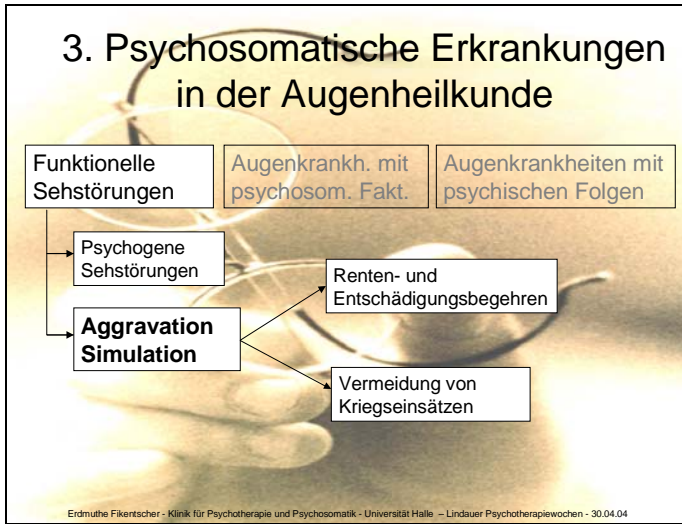 3. Psychosomatische Erkrankungen
in der Augenheilkunde
Funktionelle
Sehstörungen
Augenkrankh. mit
psychosom. Fakt.
Augenkrankheiten mit
psychischen Folgen
Psychogene
Sehstörungen
Renten- und
Entschädigungsbegehren
Aggravation
Simulation
Vermeidung von
Kriegseinsätzen
Erdmuthe Fikentscher - Klinik für Psychotherapie und Psychosomatik - Universität Halle – Lindauer Psychotherapiewochen - 30.04.04